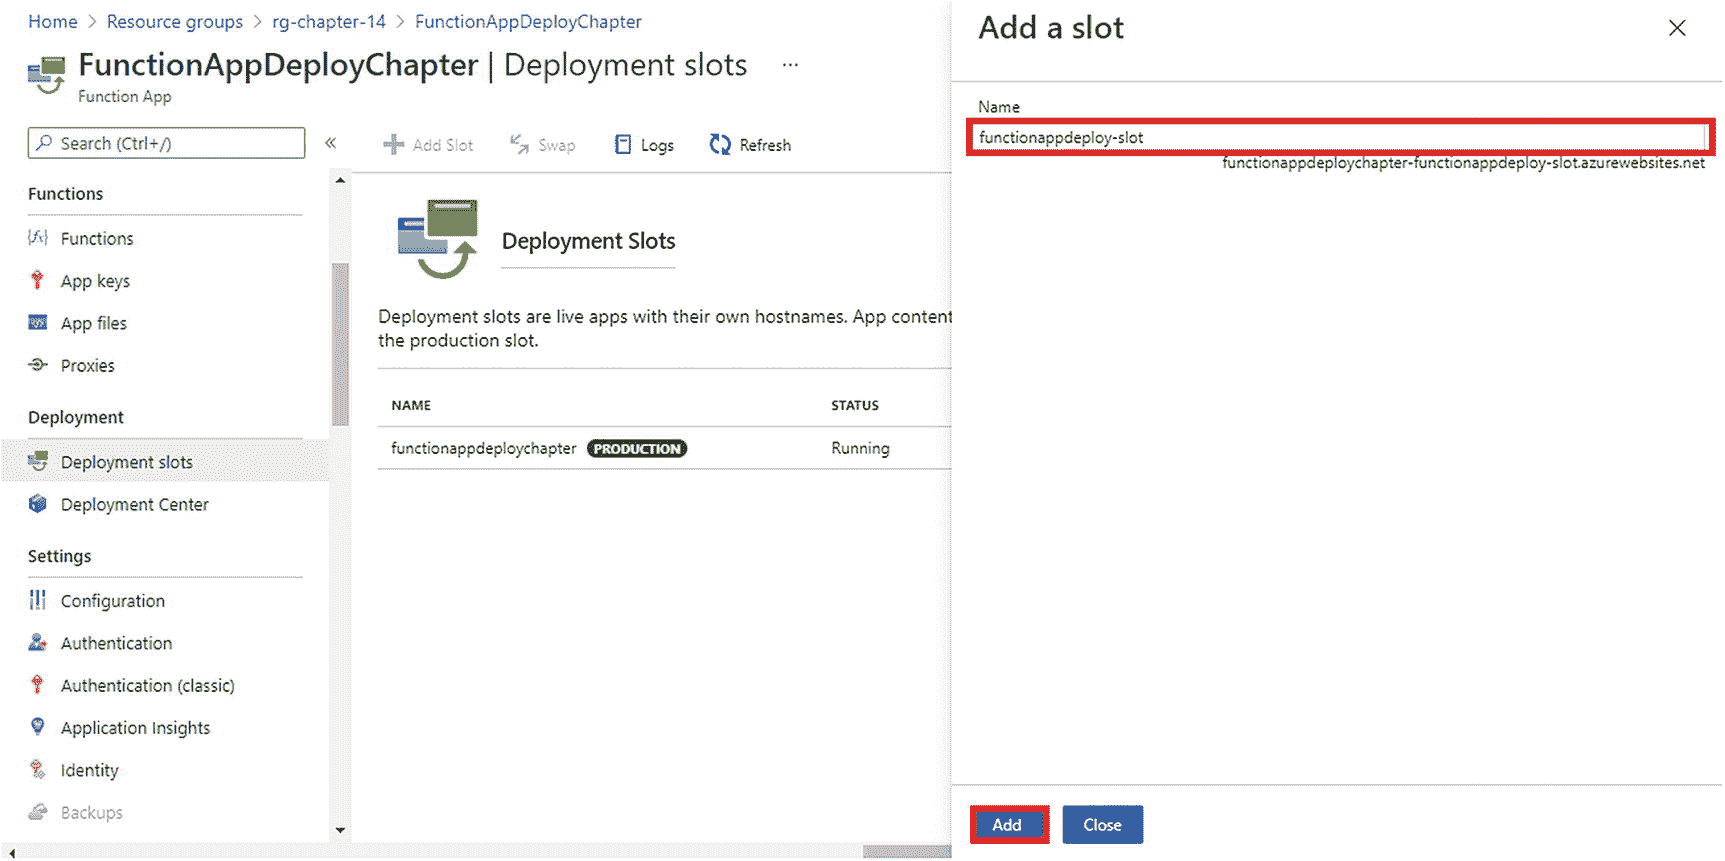 Home > Resource groups > rg-chapter-14 > FunctionAppDeployChapter
FunctionAppDeployChapter | Deployment slots ...
Function App
Search (Ctrl+/)
«
Functions
Functions
App keys
App files
Proxies
Deployment
Deployment slots
Deployment Center
Settings
Configuration
Authentication
Authentication (classic)
Application Insights
Identity
Backups
Add Slot
Swap
Logs
Refresh
Deployment Slots
Deployment slots are live apps with their own hostnames. App content
the production slot.
NAME STATUS
functionappdeploychapter PRODUCTION Running
Add a slot
Name
functionappdeploy-slot
functionappdeploychapter-functionappdeploy-slot.azurewebsites.net
Add Close